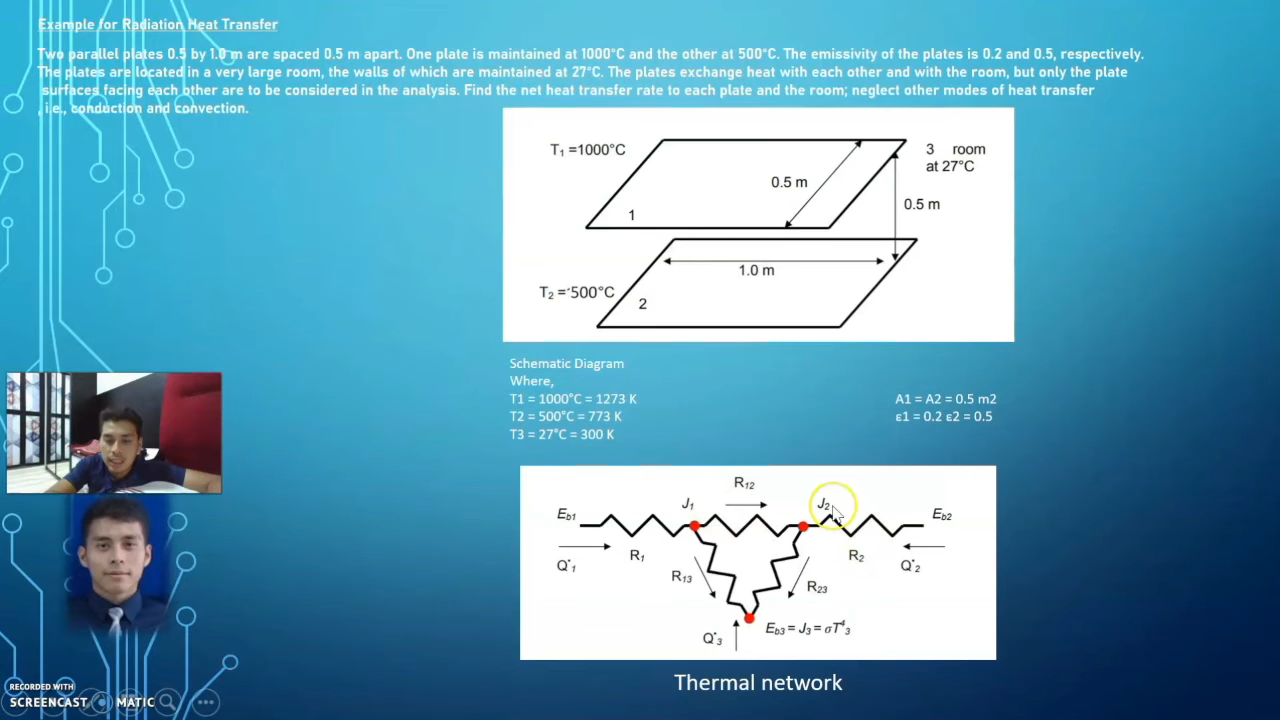 Example for Radiation Heat Transfer
Two parallel plates 0.5 by 1.0 m are spaced 0.5 m apart. One plate is maintained at 1000°C and the other at 500°C. The emissivity of the plates is 0.2 and 0.5, respectively.
The plates are located in a very large room, the walls of which are maintained at 27°C. The plates exchange heat with each other and with the room, but only the plate
surfaces facing each other are to be considered in the analysis. Find the net heat transfer rate to each plate and the room; neglect other modes of heat transfer
, i.e., conduction and convection.
T1 =1000°C
3 room
at 27°C
0.5 m
0.5 m
1
1.0 m
T2 =500°C
2
Schematic Diagram
Where,
T1 = 1000°C = 1273 K
A1 = A2 = 0.5 m2
T2 = 500°C = 773 K
ε1 = 0.2 ε2 = 0.5
T3 = 27°C = 300 K
R12
J1
J2
Eb1
Eb2
R1
R2
Q*1
Q*2
R13
R23
Q*3
Eb3 = J3 = σT⁴3
Thermal network
RECORDED WITH
SCREENCAST MATIC